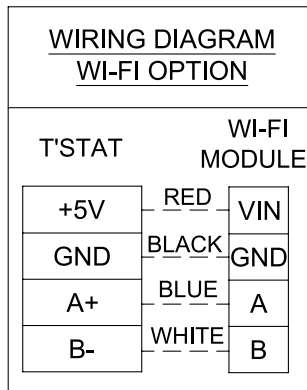 WIRING DIAGRAM
WI-FI OPTION
T'STAT
WI-FI
MODULE
+5V RED VIN
GND BLACK GND
A+ BLUE A
B- WHITE B